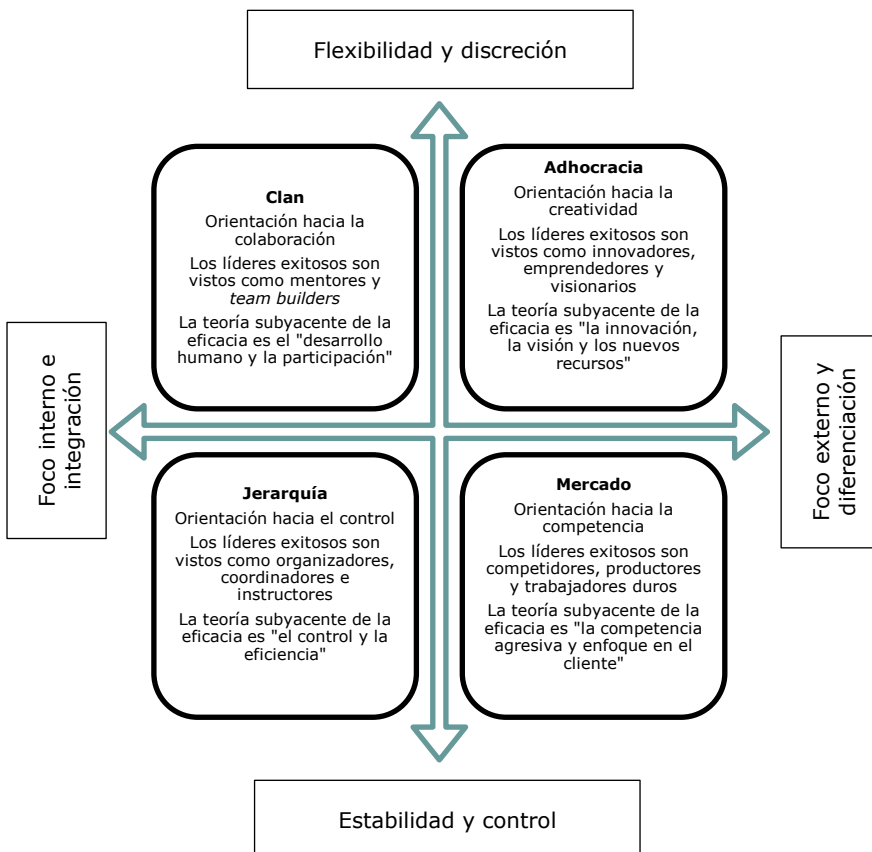 Flexibilidad y discreción
Clan
Orientación hacia la
colaboración
Los líderes exitosos son
vistos como mentores y
team builders
La teoría subyacente de la
eficacia es el "desarrollo
humano y la participación"
Adhocracia
Orientación hacia la
creatividad
Los líderes exitosos son
vistos como innovadores,
emprendedores y
visionarios
La teoría subyacente de la
eficacia es "la innovación,
la visión y los nuevos
recursos"
Foco interno e
integración
Foco externo y
diferenciación
Jerarquía
Orientación hacia el control
Los líderes exitosos son
vistos como organizadores,
coordinadores e
instructores
La teoría subyacente de la
eficacia es "el control y la
eficiencia"
Mercado
Orientación hacia la
competencia
Los líderes exitosos son
competidores, productores
y trabajadores duros
La teoría subyacente de la
eficacia es "la competencia
agresiva y enfoque en el
cliente"
Estabilidad y control